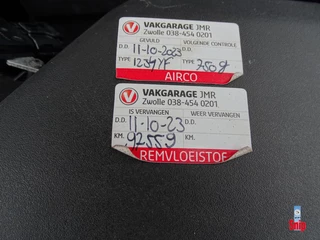 VAKGARAGE JMR
Zwolle 038-454 0201
GEVULD VOLGENDE CONTROLE
D.D. 11-10-2023 D.D.
TYPE 1234YF TYPE
AIRCO
VAKGARAGE JMR
Zwolle 038-454 0201
IS VERVANGEN WEER VERVANGEN
D.D. 11-10-23 D.D.
KM. 92559 KM.
REMVLOEISTOF